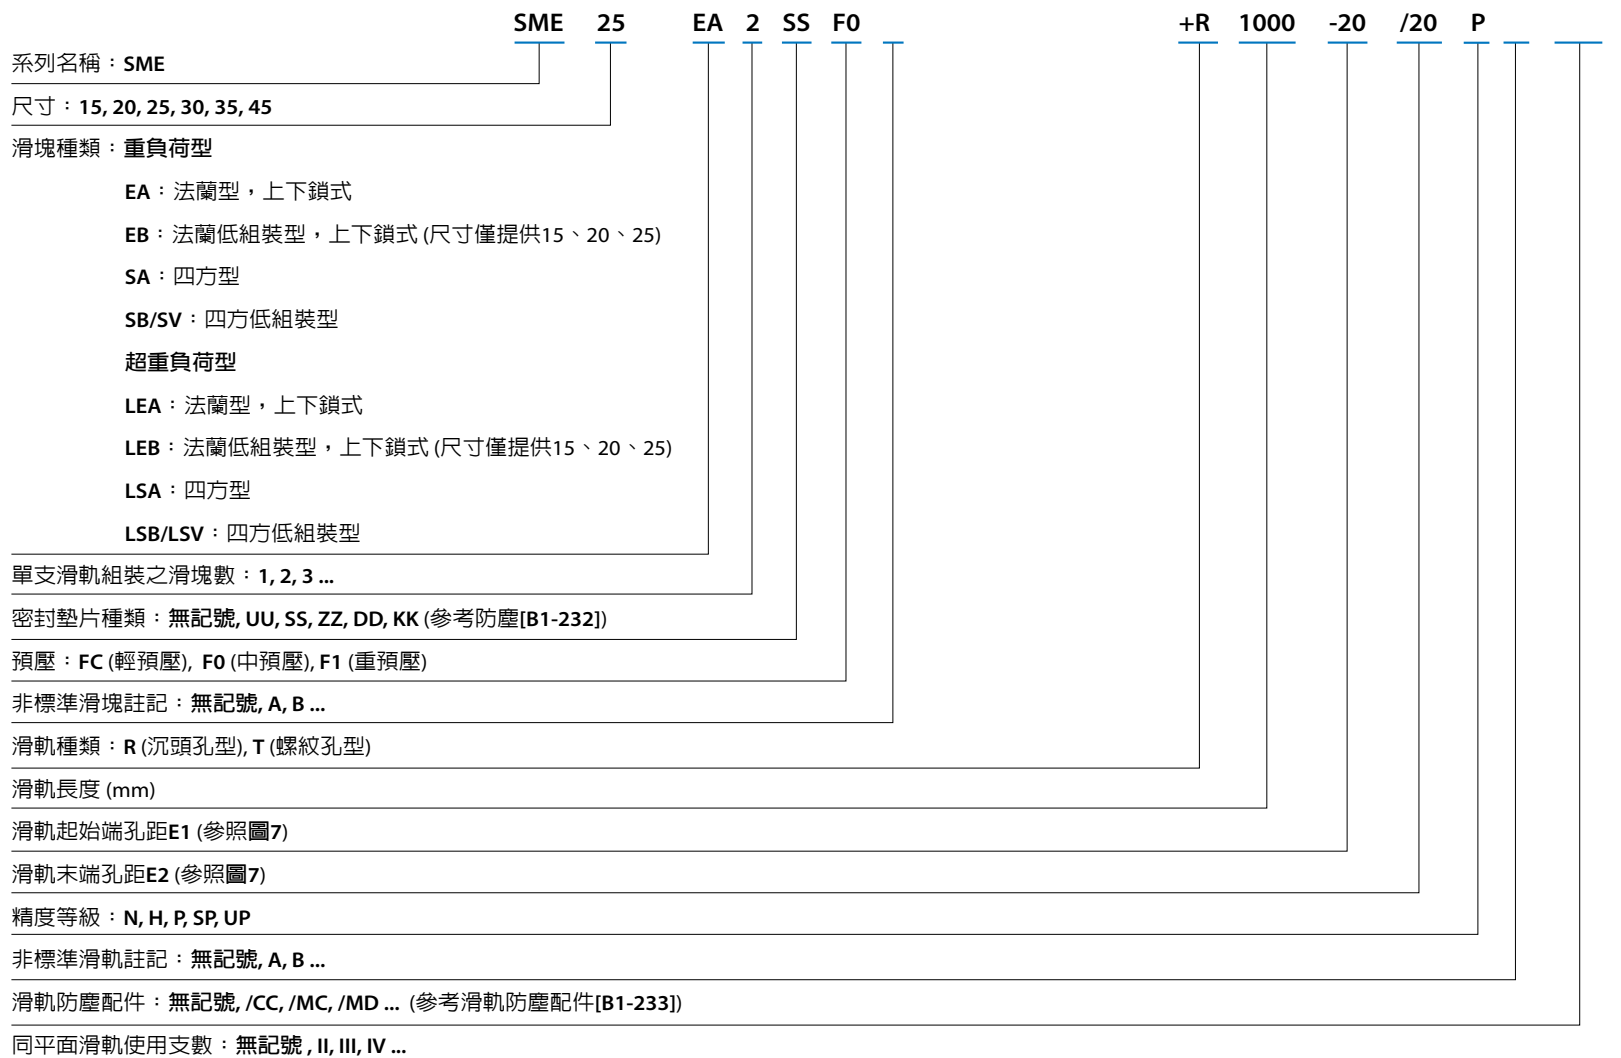 SME 25 EA 2 SS F0 +R 1000 -20 /20 P
系列名稱：SME
尺寸：15, 20, 25, 30, 35, 45
滑塊種類：重負荷型
EA：法蘭型，上下鎖式
EB：法蘭低組裝型，上下鎖式 (尺寸僅提供15、20、25)
SA：四方型
SB/SV：四方低組裝型
超重負荷型
LEA：法蘭型，上下鎖式
LEB：法蘭低組裝型，上下鎖式 (尺寸僅提供15、20、25)
LSA：四方型
LSB/LSV：四方低組裝型
單支滑軌組裝之滑塊數：1, 2, 3 ...
密封墊片種類：無記號, UU, SS, ZZ, DD, KK (參考防塵[B1-232])
預壓：FC (輕預壓), F0 (中預壓), F1 (重預壓)
非標準滑塊註記：無記號, A, B ...
滑軌種類：R (沉頭孔型), T (螺紋孔型)
滑軌長度 (mm)
滑軌起始端孔距E1 (參照圖7)
滑軌末端孔距E2 (參照圖7)
精度等級：N, H, P, SP, UP
非標準滑軌註記：無記號, A, B ...
滑軌防塵配件：無記號, /CC, /MC, /MD ... (參考滑軌防塵配件[B1-233])
同平面滑軌使用支數：無記號 , II, III, IV ...